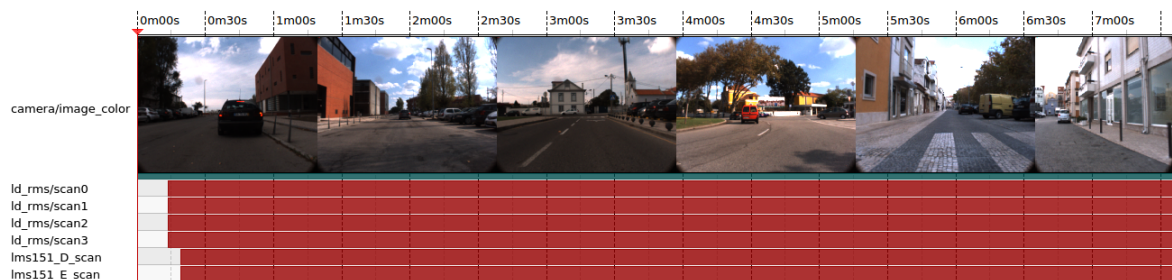 0m00s 0m30s 1m00s 1m30s 2m00s 2m30s 3m00s 3m30s 4m00s 4m30s 5m00s 5m30s 6m00s 6m30s 7m00s
camera/image_color
ld_rms/scan0
ld_rms/scan1
ld_rms/scan2
ld_rms/scan3
lms151_D_scan
lms151_E_scan